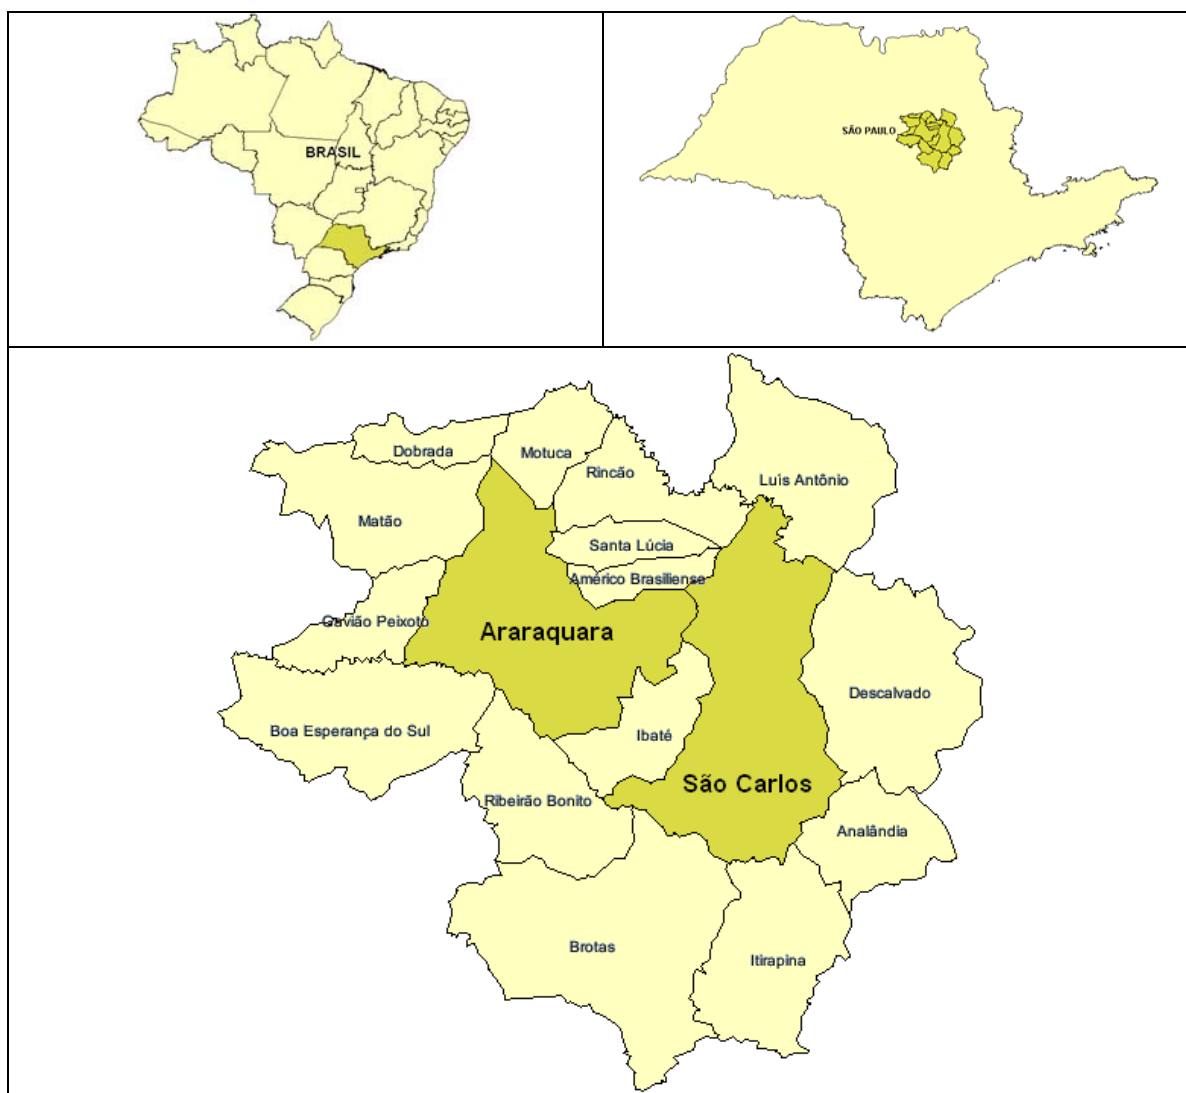 BRASIL
SÃO PAULO
Dobrada
Motuca
Rincão
Luís Antônio
Matão
Santa Lúcia
Américo Brasiliense
Gavião Peixoto
Araraquara
Descalvado
Boa Esperança do Sul
Ibaté
São Carlos
Ribeirão Bonito
Analândia
Brotas
Itirapina